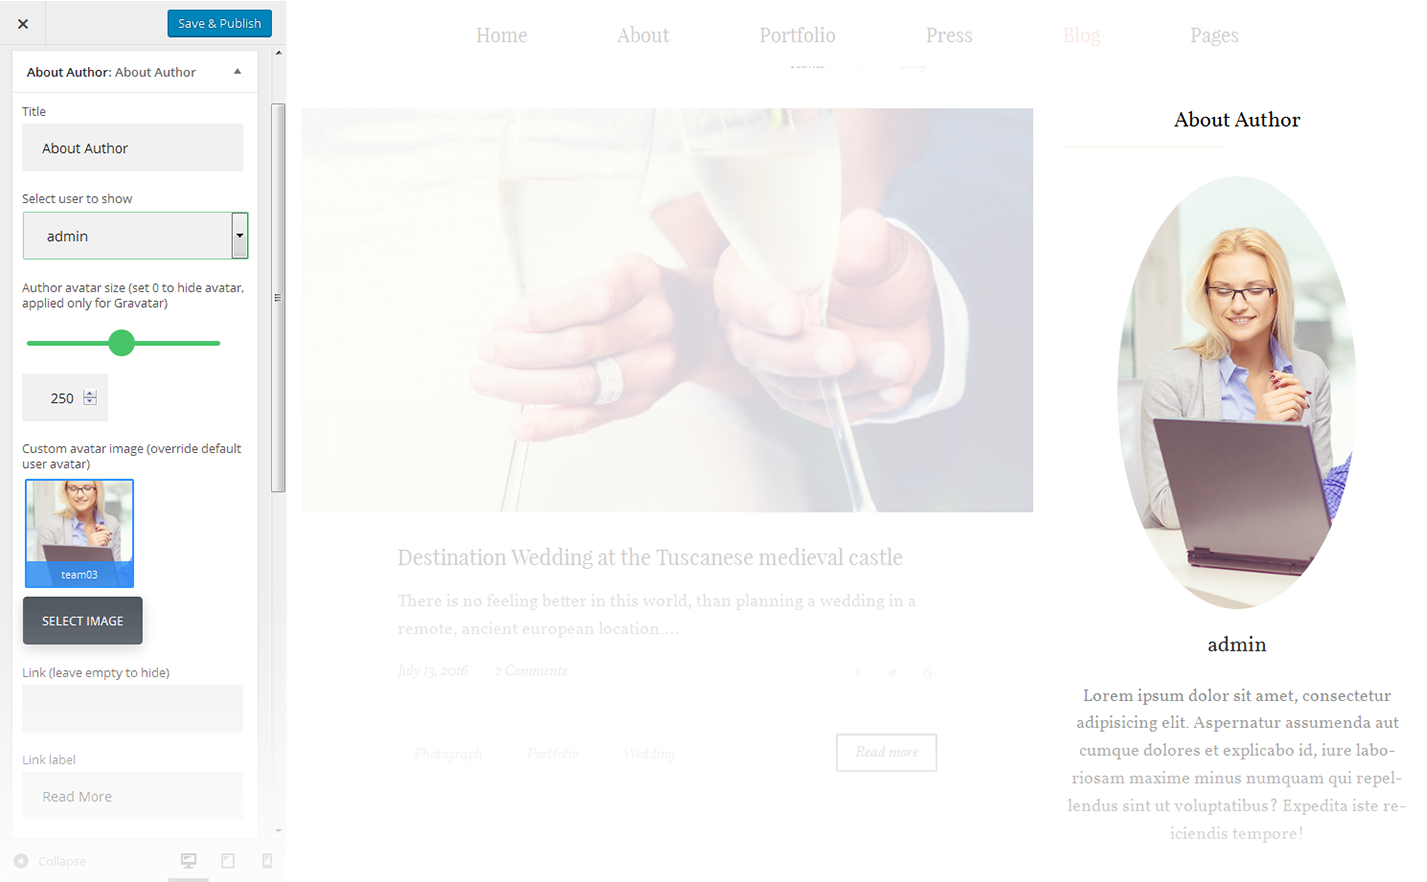 Save & Publish
About Author: About Author
Title
About Author
Select user to show
admin
Author avatar size (set 0 to hide avatar,
applied only for Gravatar)
250
Custom avatar image (override default
user avatar)
team03
SELECT IMAGE
Link (leave empty to hide)
Link label
Read More
Collapse
Home About Portfolio Press Blog Pages
Destination Wedding at the Tuscanese medieval castle
There is no feeling better in this world, than planning a wedding in a
remote, ancient european location....
July 13, 2016 2 Comments
Photograph Portfolio Wedding Read more
About Author
admin
Lorem ipsum dolor sit amet, consectetur
adipisicing elit. Aspernatur assumenda aut
cumque dolores et explicabo id, iure labo-
riosam maxime minus numquam qui repel-
lendus sint ut voluptatibus? Expedita iste re-
iciendis tempore!